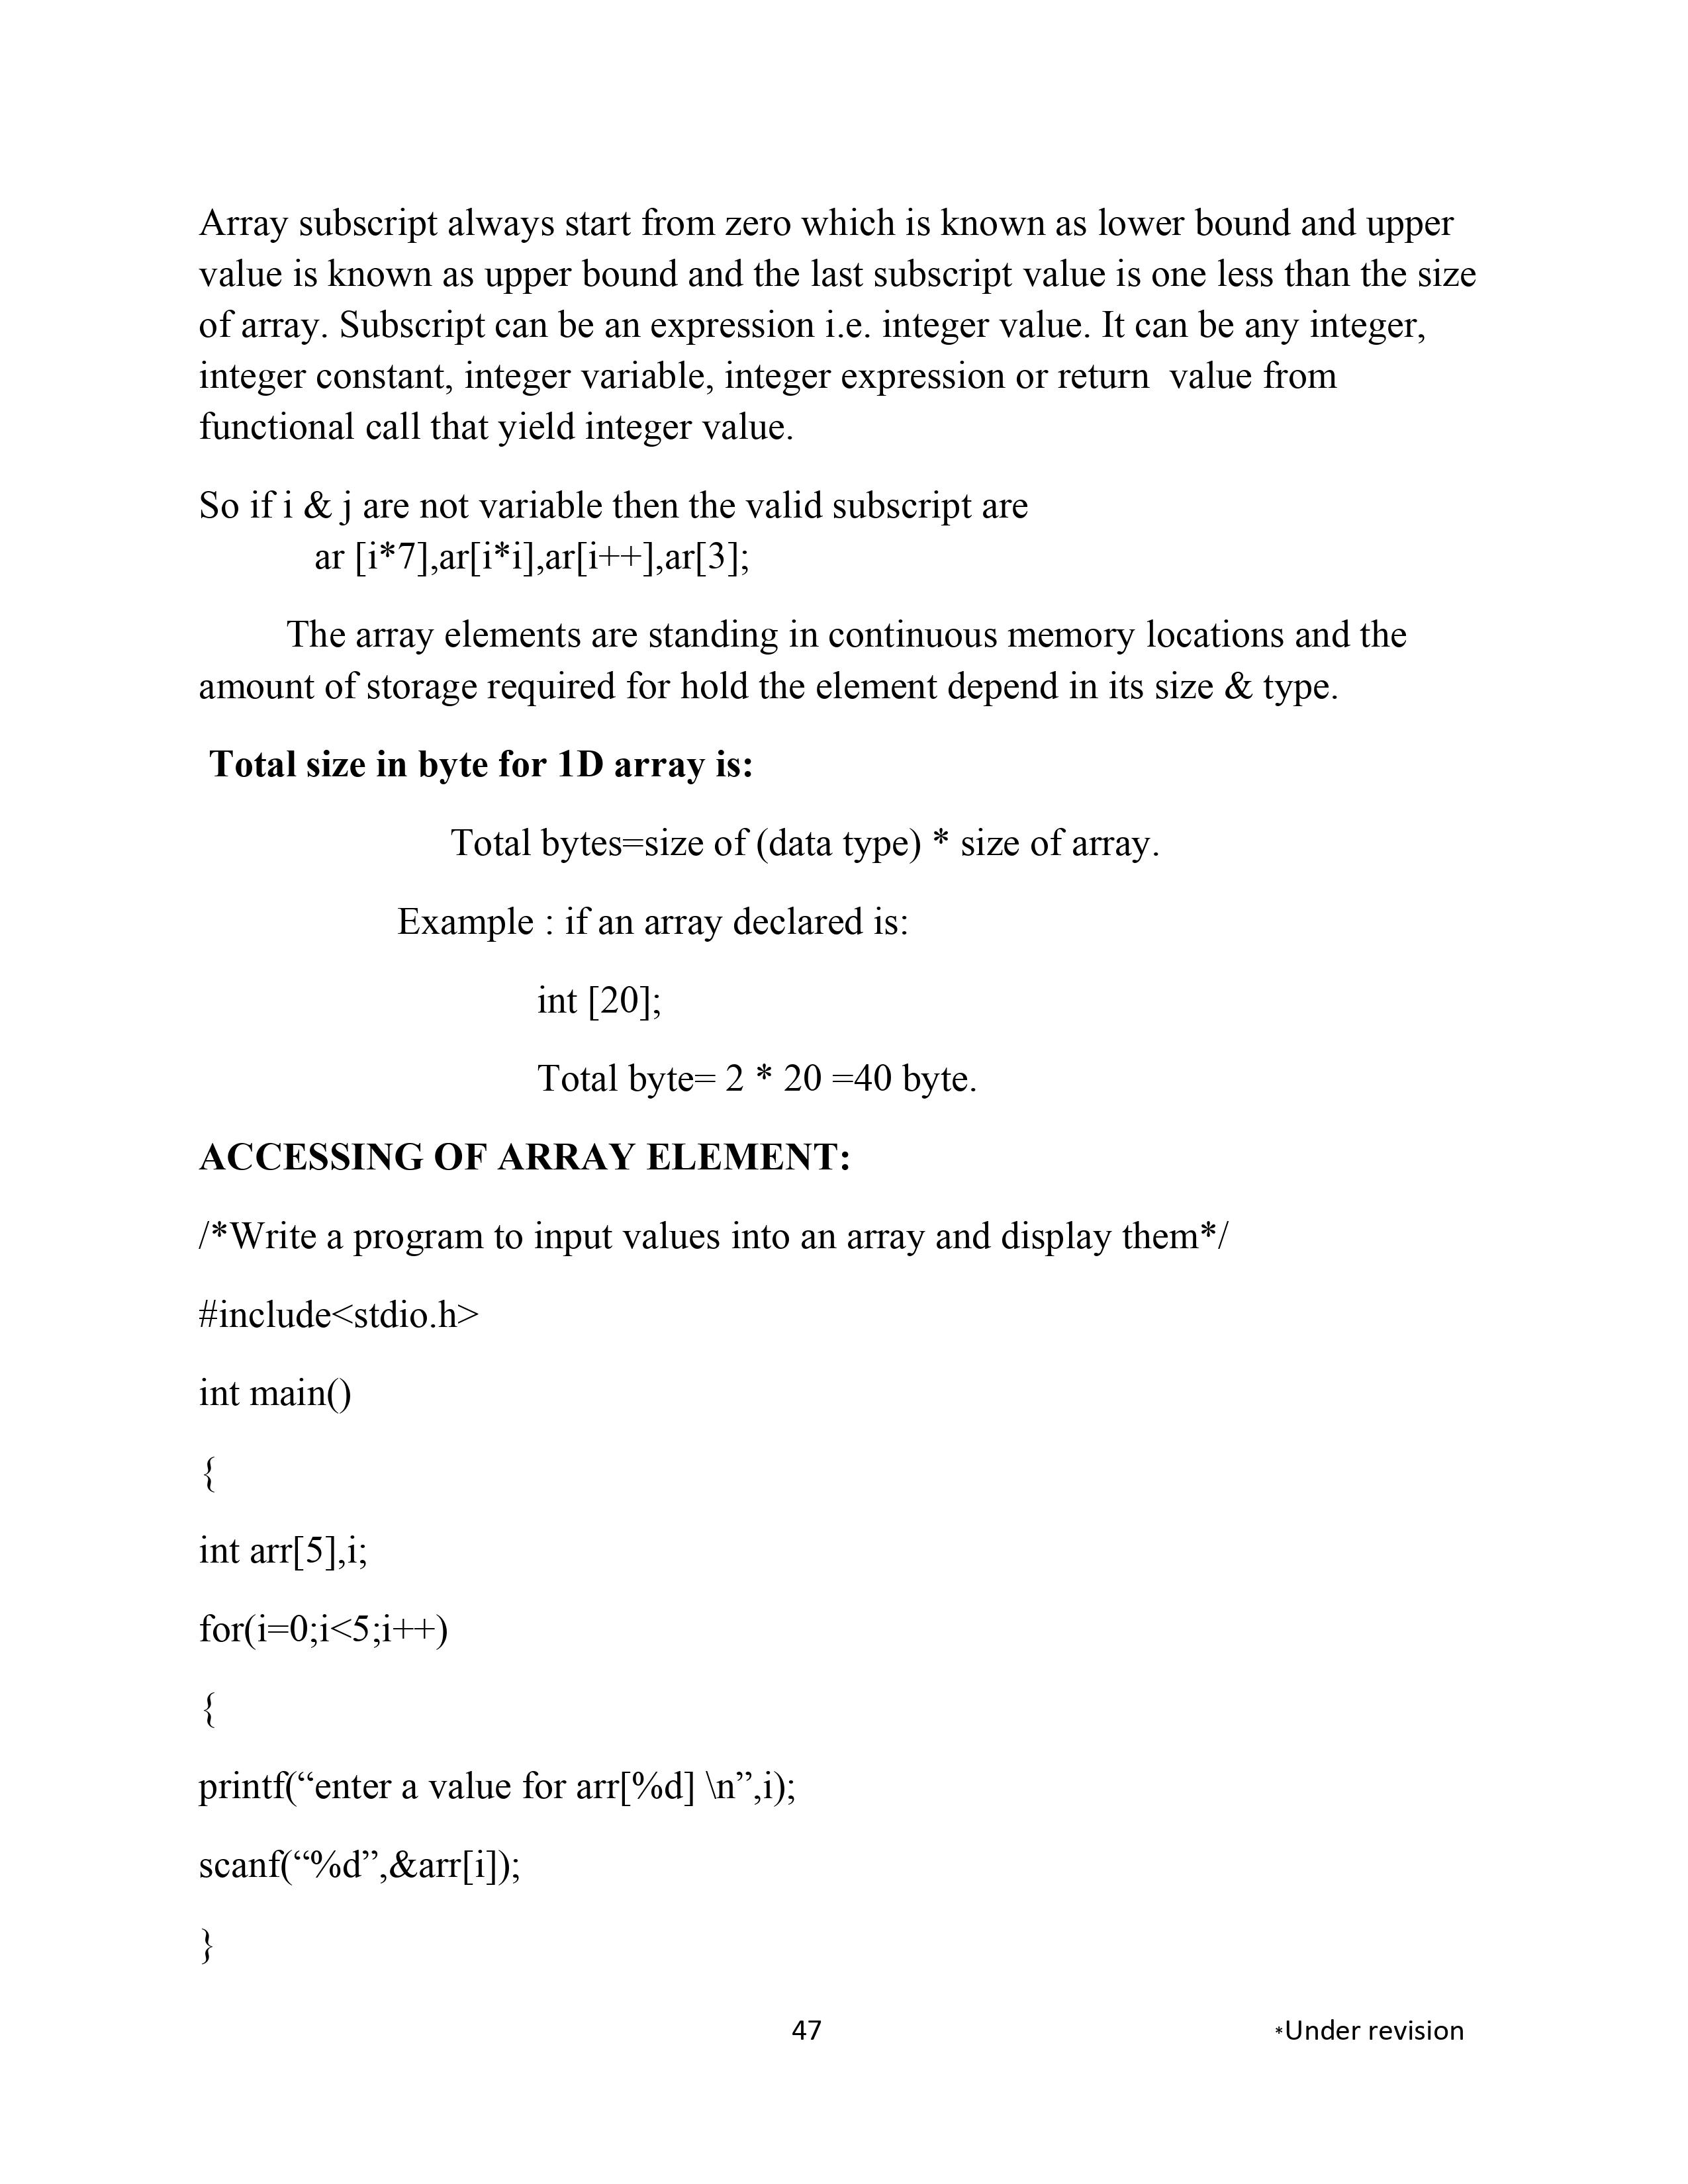 Array subscript always start from zero which is known as lower bound and upper
value is known as upper bound and the last subscript value is one less than the size
of array. Subscript can be an expression i.e. integer value. It can be any integer,
integer constant, integer variable, integer expression or return  value from
functional call that yield integer value.
So if i & j are not variable then the valid subscript are
ar [i*7],ar[i*i],ar[i++],ar[3];
The array elements are standing in continuous memory locations and the
amount of storage required for hold the element depend in its size & type.
Total size in byte for 1D array is:
Total bytes=size of (data type) * size of array.
Example : if an array declared is:
int [20];
Total byte= 2 * 20 =40 byte.
ACCESSING OF ARRAY ELEMENT:
/*Write a program to input values into an array and display them*/
#include<stdio.h>
int main()
{
int arr[5],i;
for(i=0;i<5;i++)
{
printf(“enter a value for arr[%d] \n”,i);
scanf(“%d”,&arr[i]);
}
47 *Under revision